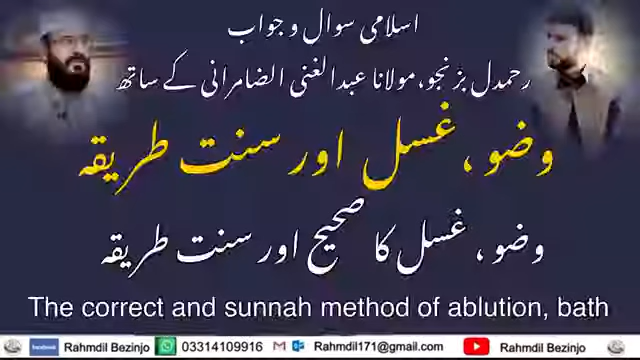 اسلامی سوال و جواب
رحمدل بزنجو، مولانا عبدالغنی الضامرانی کے ساتھ
وضو، غسل اور سنت طریقہ
وضو، غسل کا صحیح اور سنت طریقہ
The correct and sunnah method of ablution, bath
facebook Rahmdil Bezinjo 03314109916 Rahmdil171@gmail.com Rahmdil Bezinjo